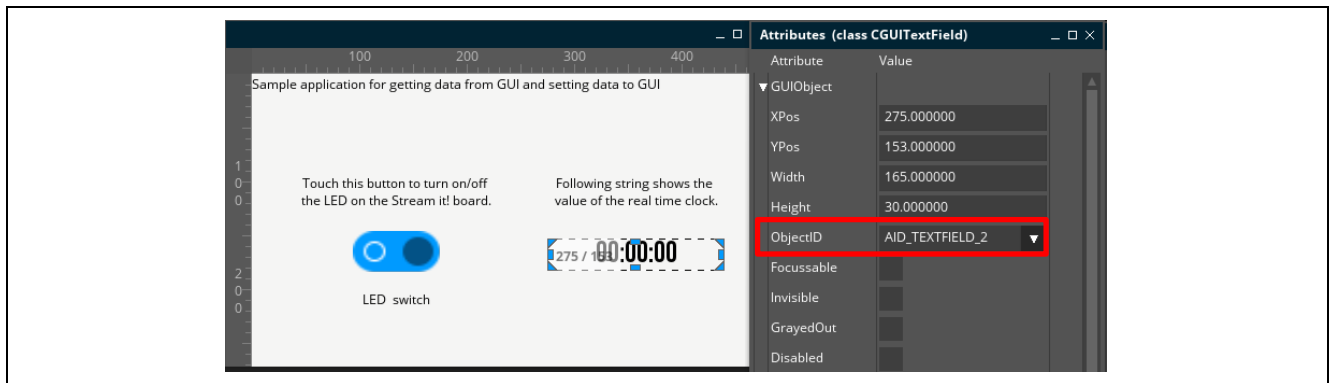 100 200 300 400
Sample application for getting data from GUI and setting data to GUI
100
Touch this button to turn on/off
the LED on the Stream it! board.
Following string shows the
value of the real time clock.
275 / 153
00:00:00
200
LED switch
Attributes (class CGUITextField)
Attribute Value
GUIObject
XPos 275.000000
YPos 153.000000
Width 165.000000
Height 30.000000
ObjectID AID_TEXTFIELD_2
Focussable
Invisible
GrayedOut
Disabled